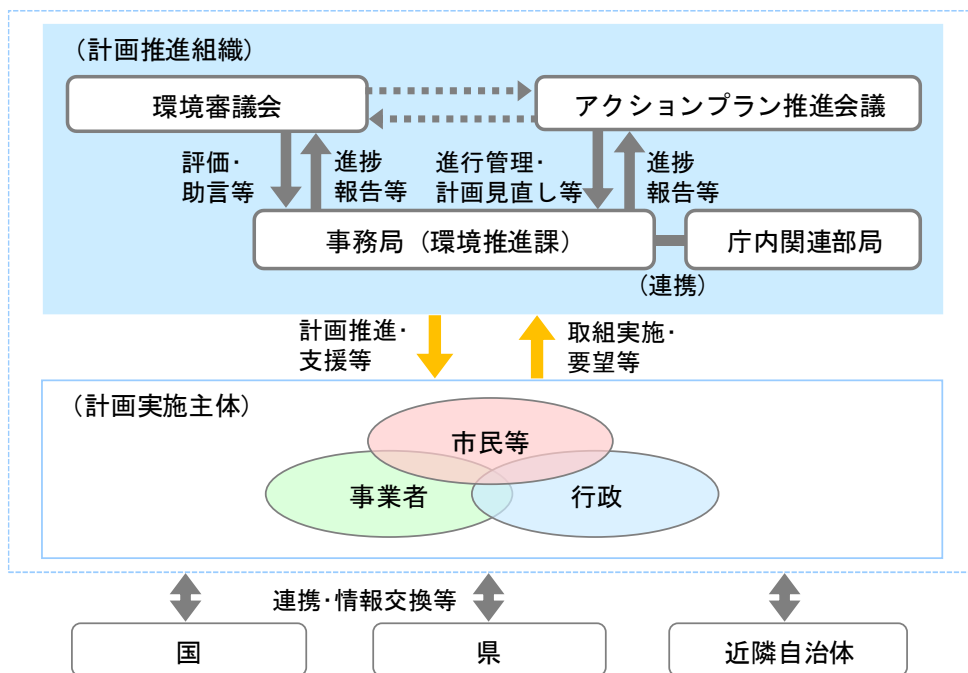 （計画推進組織）
環境審議会
アクションプラン推進会議
評価・
助言等
進捗
報告等
進行管理・
計画見直し等
進捗
報告等
事務局（環境推進課）
庁内関連部局
（連携）
計画推進・
支援等
取組実施・
要望等
（計画実施主体）
市民等
事業者
行政
連携・情報交換等
国
県
近隣自治体